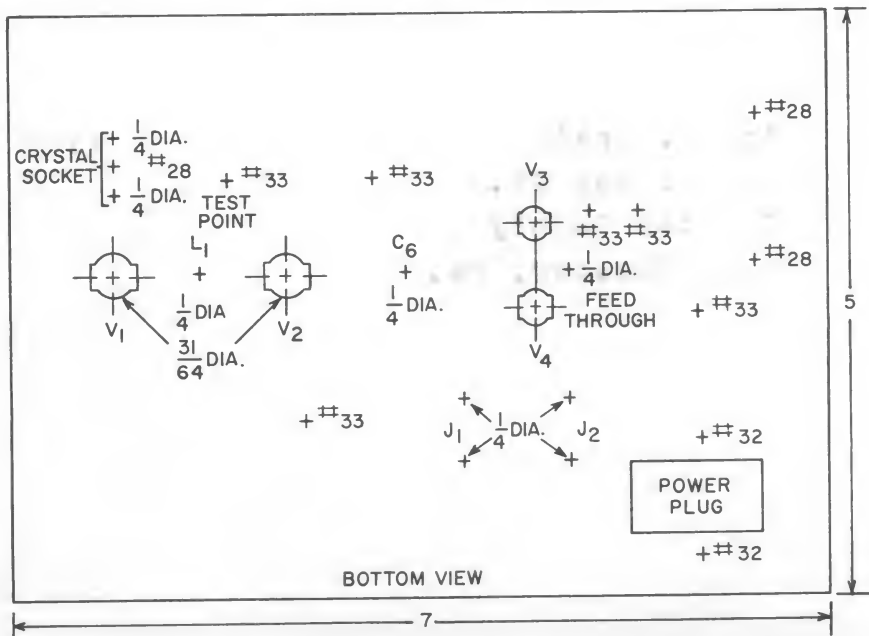 #28
+ 1/4 DIA.
CRYSTAL SOCKET
+ #28
+ 1/4 DIA.
+ #33
TEST POINT
+ #33
V3
+ +
#33 #33
L1
+
1/4 DIA
C6
+
1/4 DIA.
+ 1/4 DIA.
FEED THROUGH
+ #28
+ #33
5
V1
V2
31/64 DIA.
V4
+ #33
J1
1/4 DIA.
J2
+ #32
POWER
PLUG
+ #32
BOTTOM VIEW
7